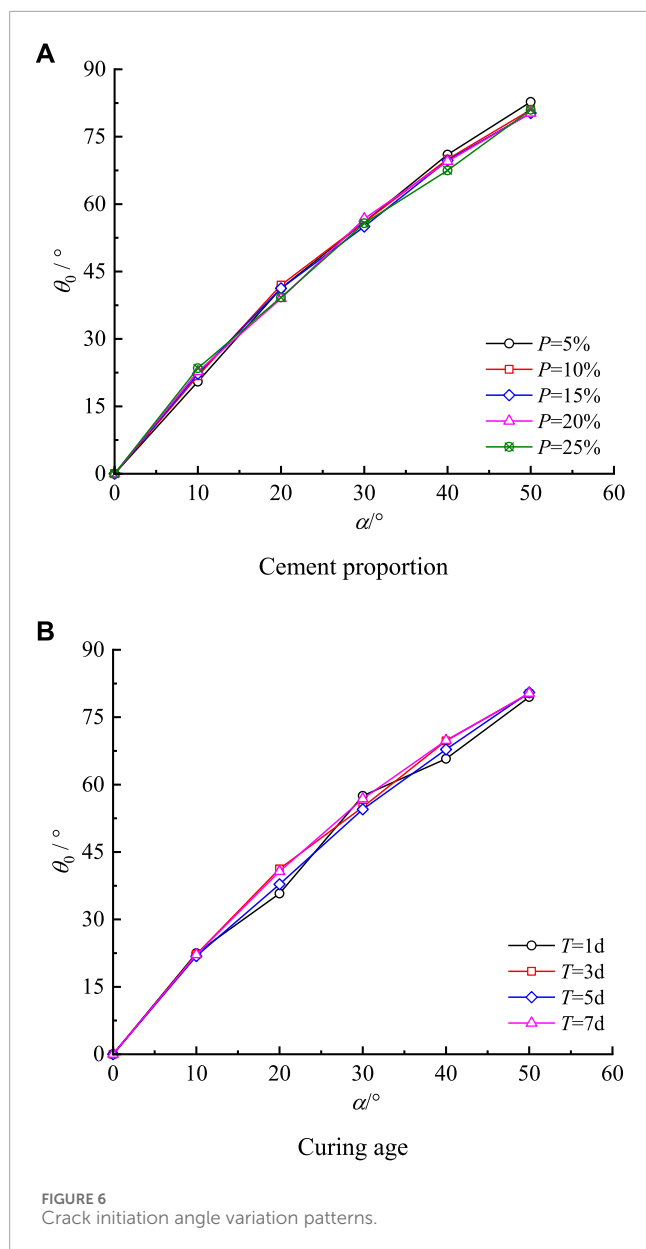 A
90
75
60
45
30
15
0
θ₀ / °
0 10 20 30 40 50 60
α/°
P=5%
P=10%
P=15%
P=20%
P=25%
Cement proportion
B
90
75
60
45
30
15
0
θ₀ / °
0 10 20 30 40 50 60
α/°
T=1d
T=3d
T=5d
T=7d
Curing age
FIGURE 6
Crack initiation angle variation patterns.